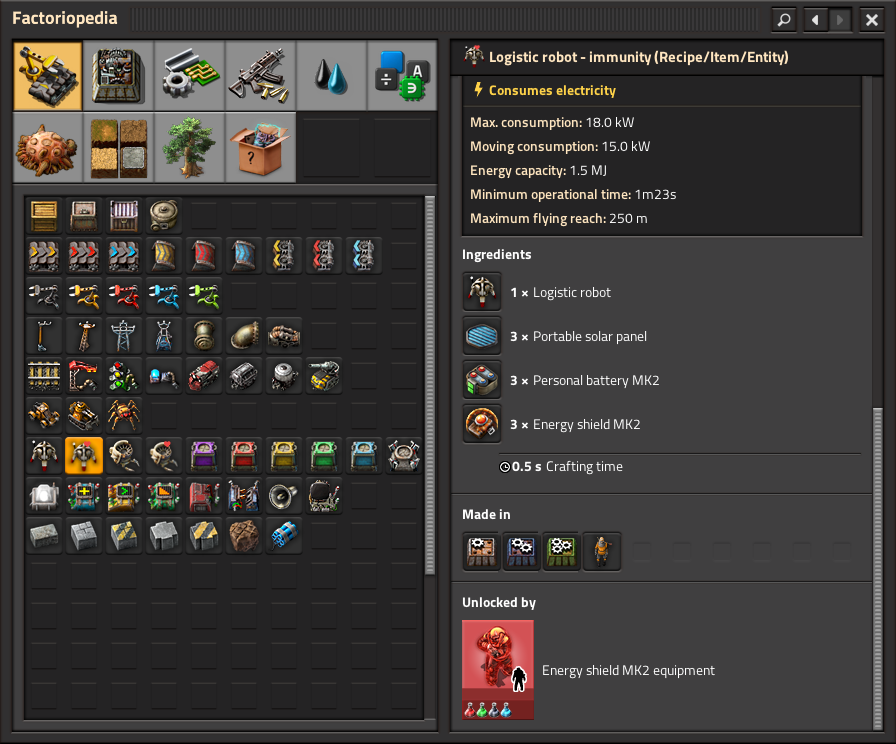 Factoriopedia
Logistic robot - immunity (Recipe/Item/Entity)
Consumes electricity
Max. consumption: 18.0 kW
Moving consumption: 15.0 kW
Energy capacity: 1.5 MJ
Minimum operational time: 1m23s
Maximum flying reach: 250 m
Ingredients
1 × Logistic robot
3 × Portable solar panel
3 × Personal battery MK2
3 × Energy shield MK2
0.5 s Crafting time
Made in
Unlocked by
Energy shield MK2 equipment